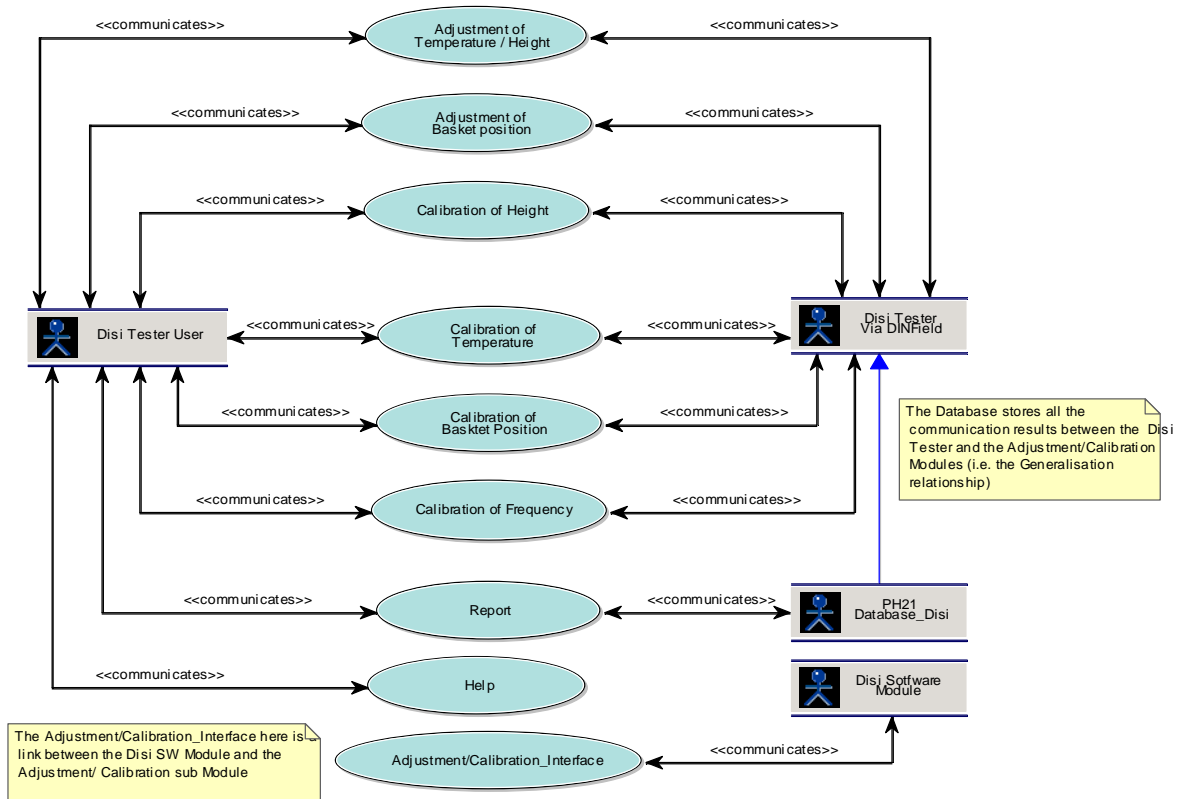 <<communicates>>
Adjustment of
Temperature / Height
<<communicates>>
<<communicates>>
Adjustment of
Basket position
<<communicates>>
<<communicates>>
Calibration of Height
<<communicates>>
Disi Tester User
<<communicates>>
Calibration of
Temperature
<<communicates>>
Disi Tester
Via DINField
<<communicates>>
Calibration of
Basktet Position
<<communicates>>
The Database stores all the
communication results between the Disi
Tester and the Adjustment/Calibration
Modules (i.e. the Generalisation
relationship)
<<communicates>>
Calibration of Frequency
<<communicates>>
<<communicates>>
Report
<<communicates>>
PH21
Database_Disi
<<communicates>>
Help
Disi Sotfware
Module
The Adjustment/Calibration_Interface here is a
link between the Disi SW Module and the
Adjustment/ Calibration sub Module
Adjustment/Calibration_Interface
<<communicates>>